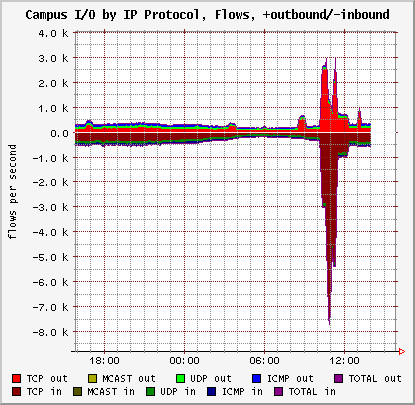 Campus I/O by IP Protocol, Flows, +outbound/-inbound
4.0 k
3.0 k
2.0 k
1.0 k
0.0
-1.0 k
-2.0 k
-3.0 k
-4.0 k
-5.0 k
-6.0 k
-7.0 k
-8.0 k
flows per second
18:00 00:00 06:00 12:00
TCP out MCAST out UDP out ICMP out TOTAL out
TCP in MCAST in UDP in ICMP in TOTAL in